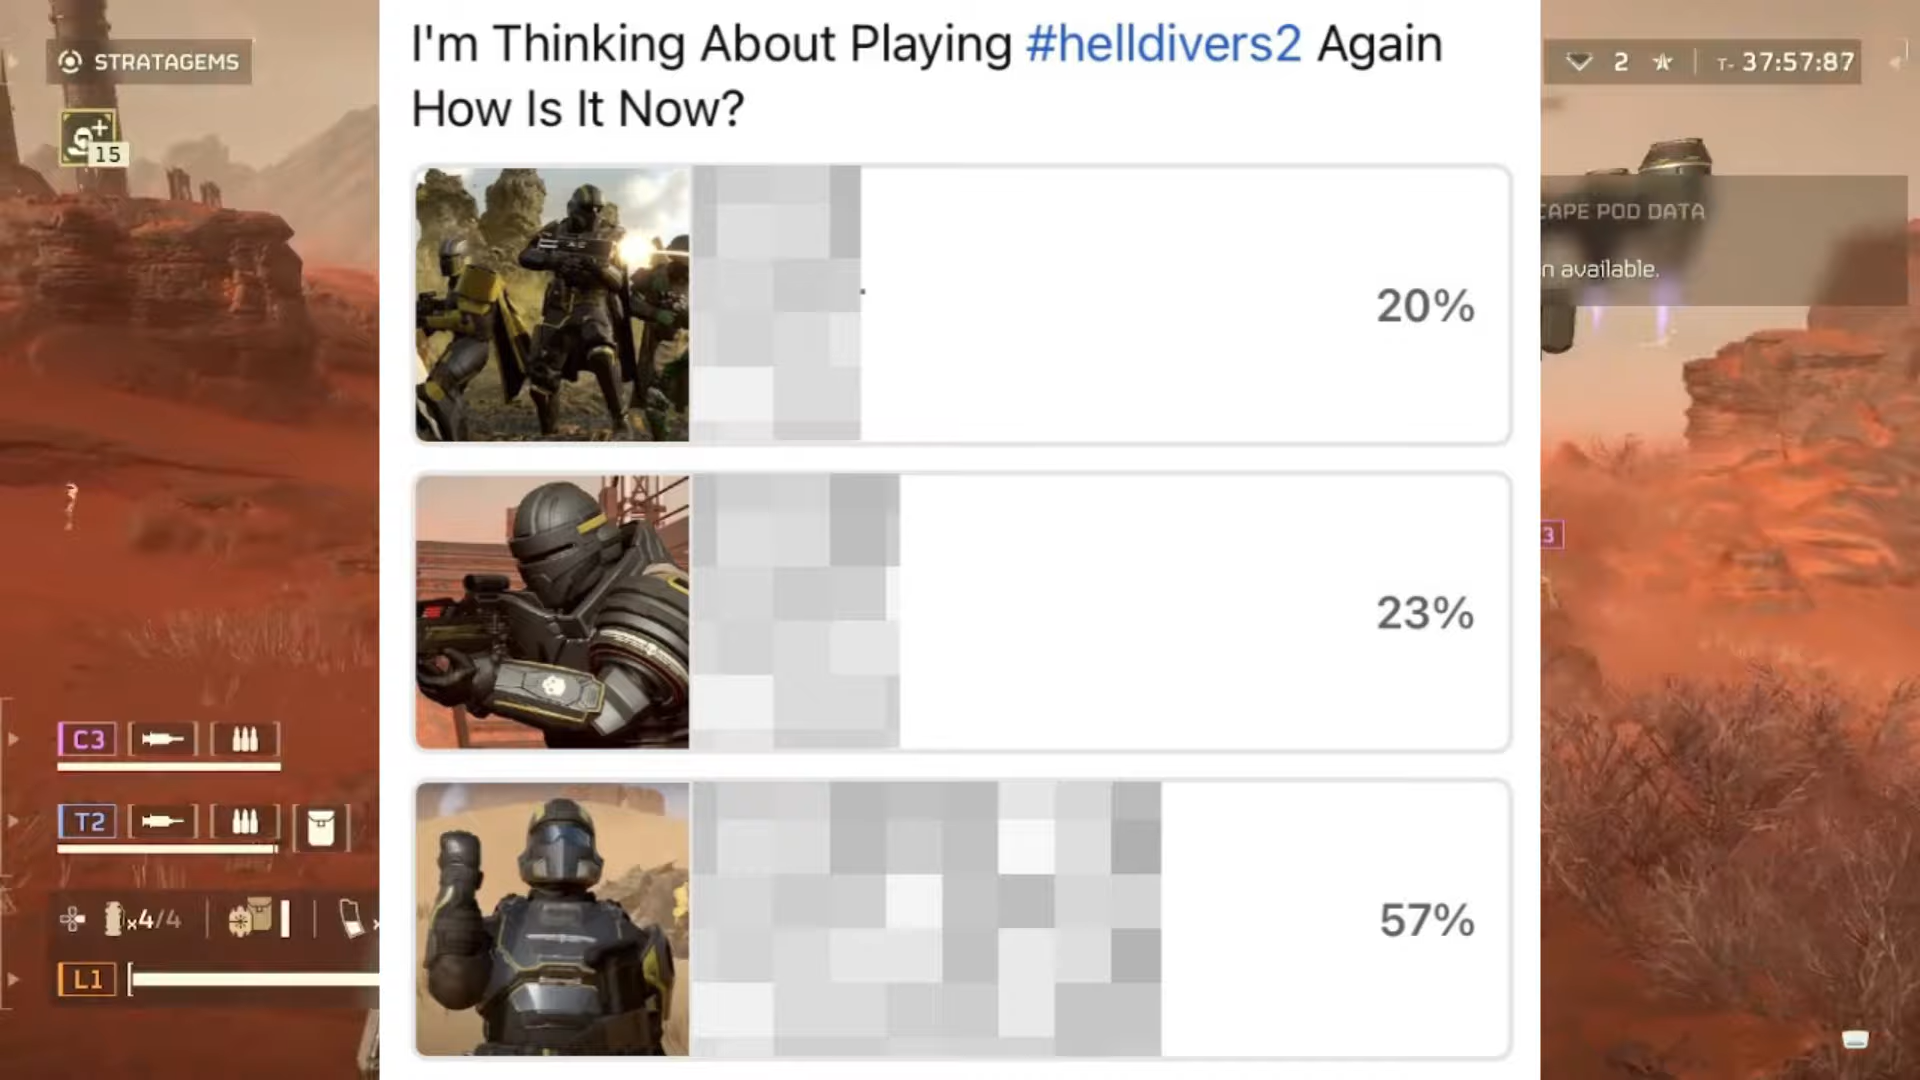 STRATAGEMS
15
I'm Thinking About Playing #helldivers2 Again
How Is It Now?
2
T- 37:57:87
CAPE POD DATA
n available.
20%
23%
3
57%
C3
T2
x4/4
L1